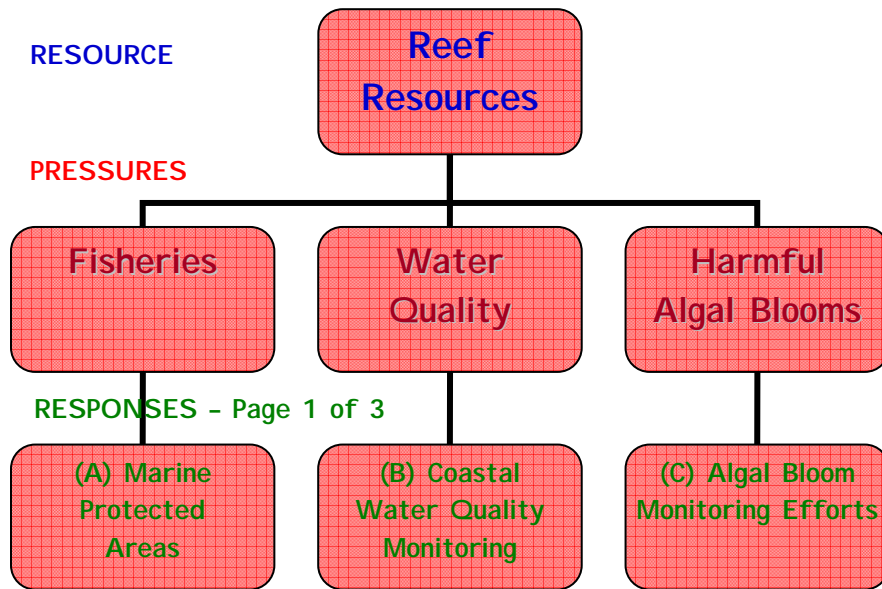 RESOURCE
Reef
Resources
PRESSURES
Fisheries
Water
Quality
Harmful
Algal Blooms
RESPONSES – Page 1 of 3
(A) Marine
Protected
Areas
(B) Coastal
Water Quality
Monitoring
(C) Algal Bloom
Monitoring Efforts